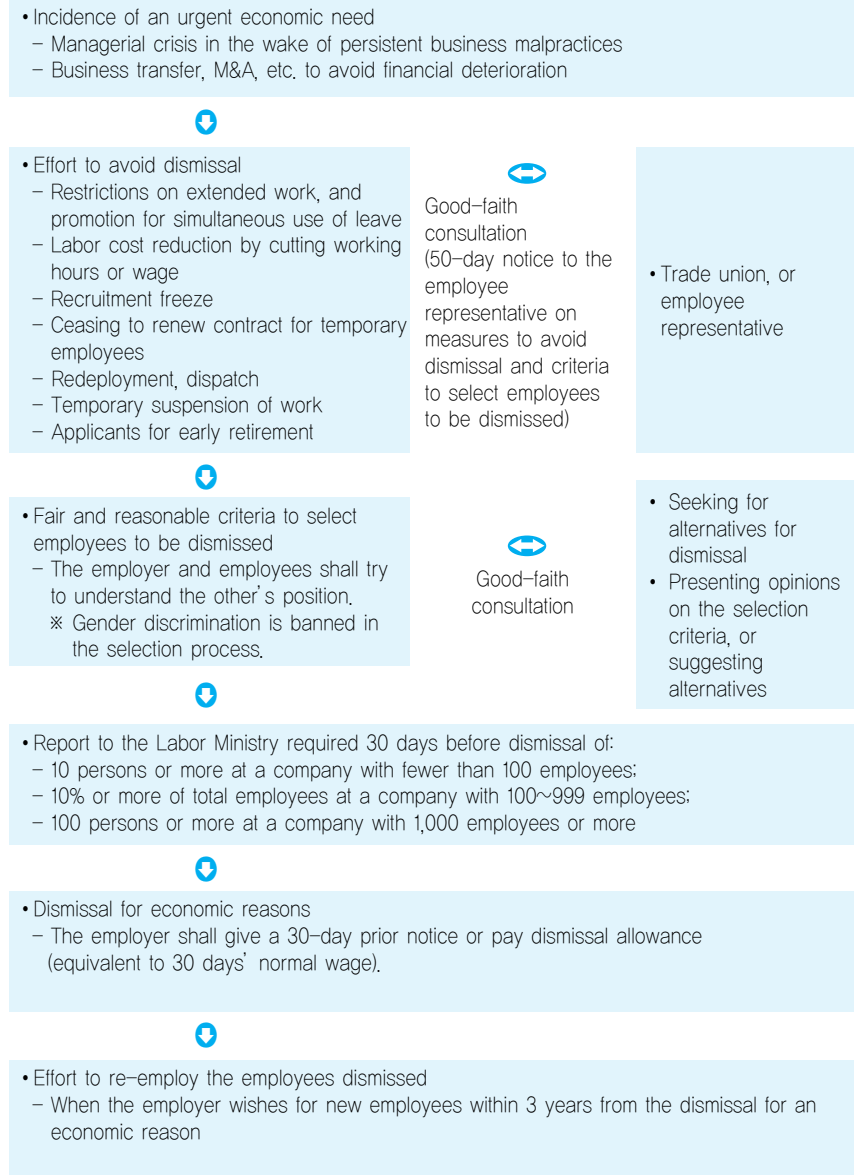 • Incidence of an urgent economic need
– Managerial crisis in the wake of persistent business malpractices
– Business transfer, M&A, etc. to avoid financial deterioration
• Effort to avoid dismissal
– Restrictions on extended work, and
promotion for simultaneous use of leave
– Labor cost reduction by cutting working
hours or wage
– Recruitment freeze
– Ceasing to renew contract for temporary
employees
– Redeployment, dispatch
– Temporary suspension of work
– Applicants for early retirement
Good–faith
consultation
(50–day notice to the
employee
representative on
measures to avoid
dismissal and criteria
to select employees
to be dismissed)
• Trade union, or
employee
representative
• Fair and reasonable criteria to select
employees to be dismissed
– The employer and employees shall try
to understand the other's position.
※ Gender discrimination is banned in
the selection process.
Good–faith
consultation
• Seeking for
alternatives for
dismissal
• Presenting opinions
on the selection
criteria, or
suggesting
alternatives
• Report to the Labor Ministry required 30 days before dismissal of:
– 10 persons or more at a company with fewer than 100 employees;
– 10% or more of total employees at a company with 100~999 employees;
– 100 persons or more at a company with 1,000 employees or more
• Dismissal for economic reasons
– The employer shall give a 30–day prior notice or pay dismissal allowance
(equivalent to 30 days' normal wage).
• Effort to re–employ the employees dismissed
– When the employer wishes for new employees within 3 years from the dismissal for an
economic reason